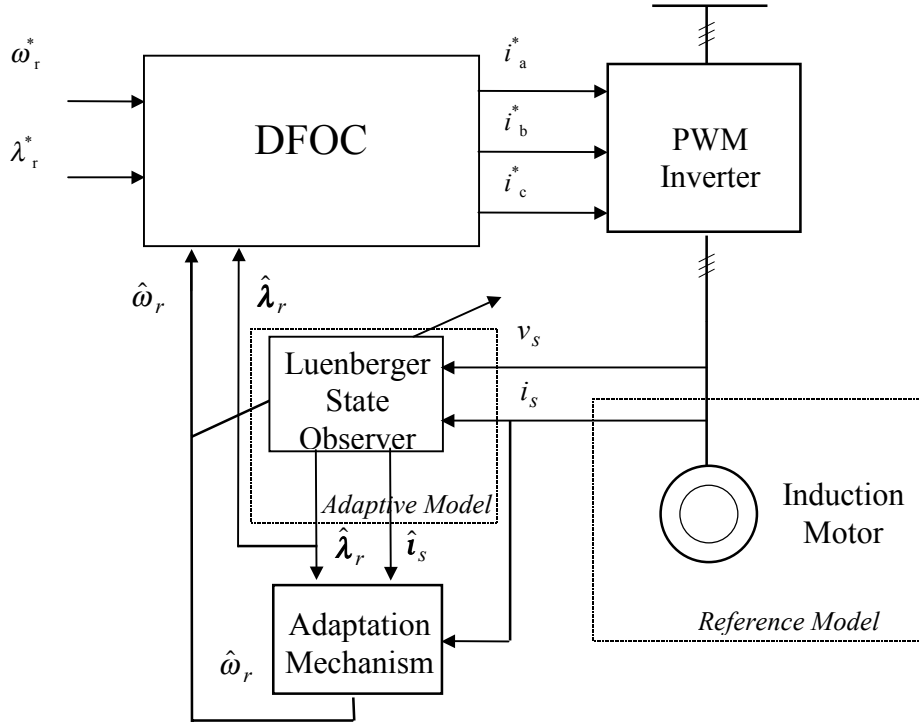 ω*r
i*a
λ*r
i*b
i*c
DFOC
PWM
Inverter
ω̂r
λ̂r
vs
is
Luenberger
State
Observer
Adaptive Model
λ̂r
îs
Induction
Motor
Reference Model
Adaptation
Mechanism
ω̂r